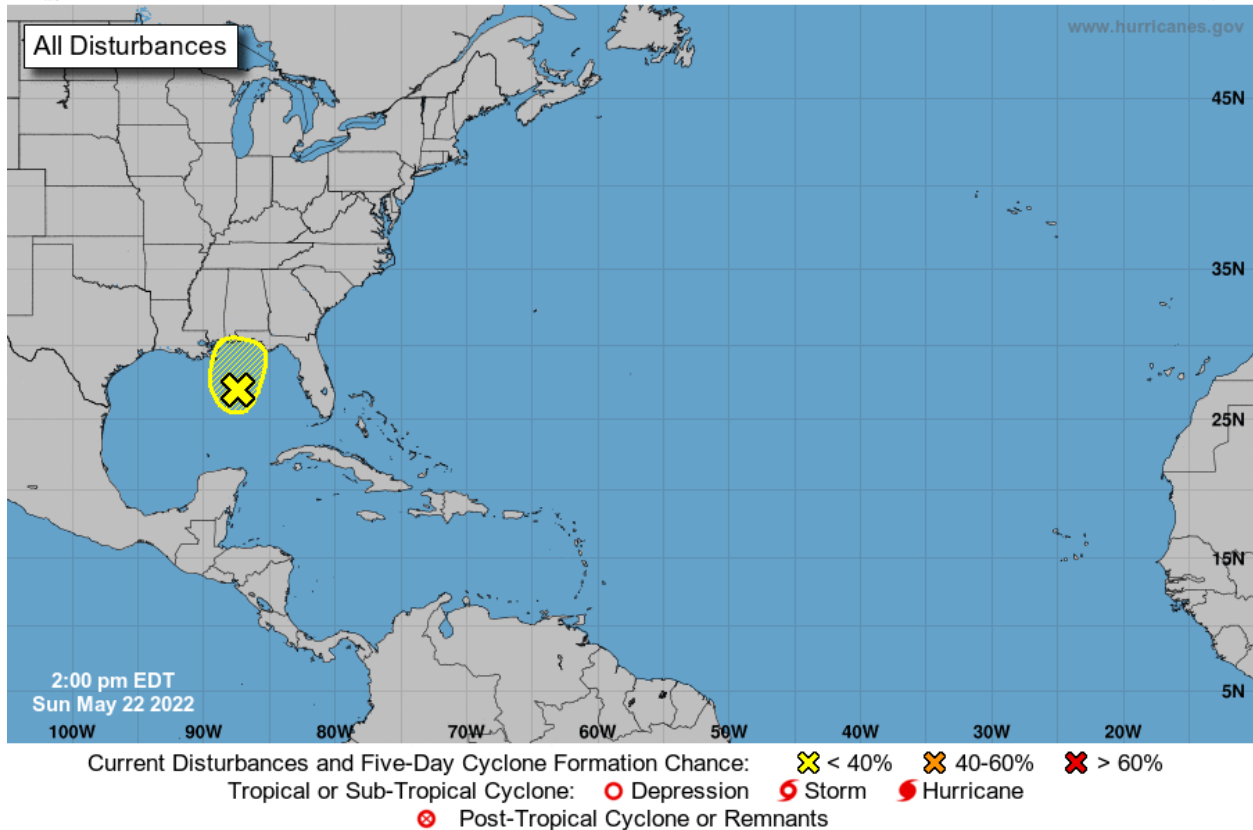 www.hurricanes.gov
All Disturbances
45N
35N
25N
15N
5N
2:00 pm EDT
Sun May 22 2022
100W 90W 80W 70W 60W 50W 40W 30W 20W
Current Disturbances and Five-Day Cyclone Formation Chance: < 40% 40-60% > 60%
Tropical or Sub-Tropical Cyclone: Depression Storm Hurricane
Post-Tropical Cyclone or Remnants